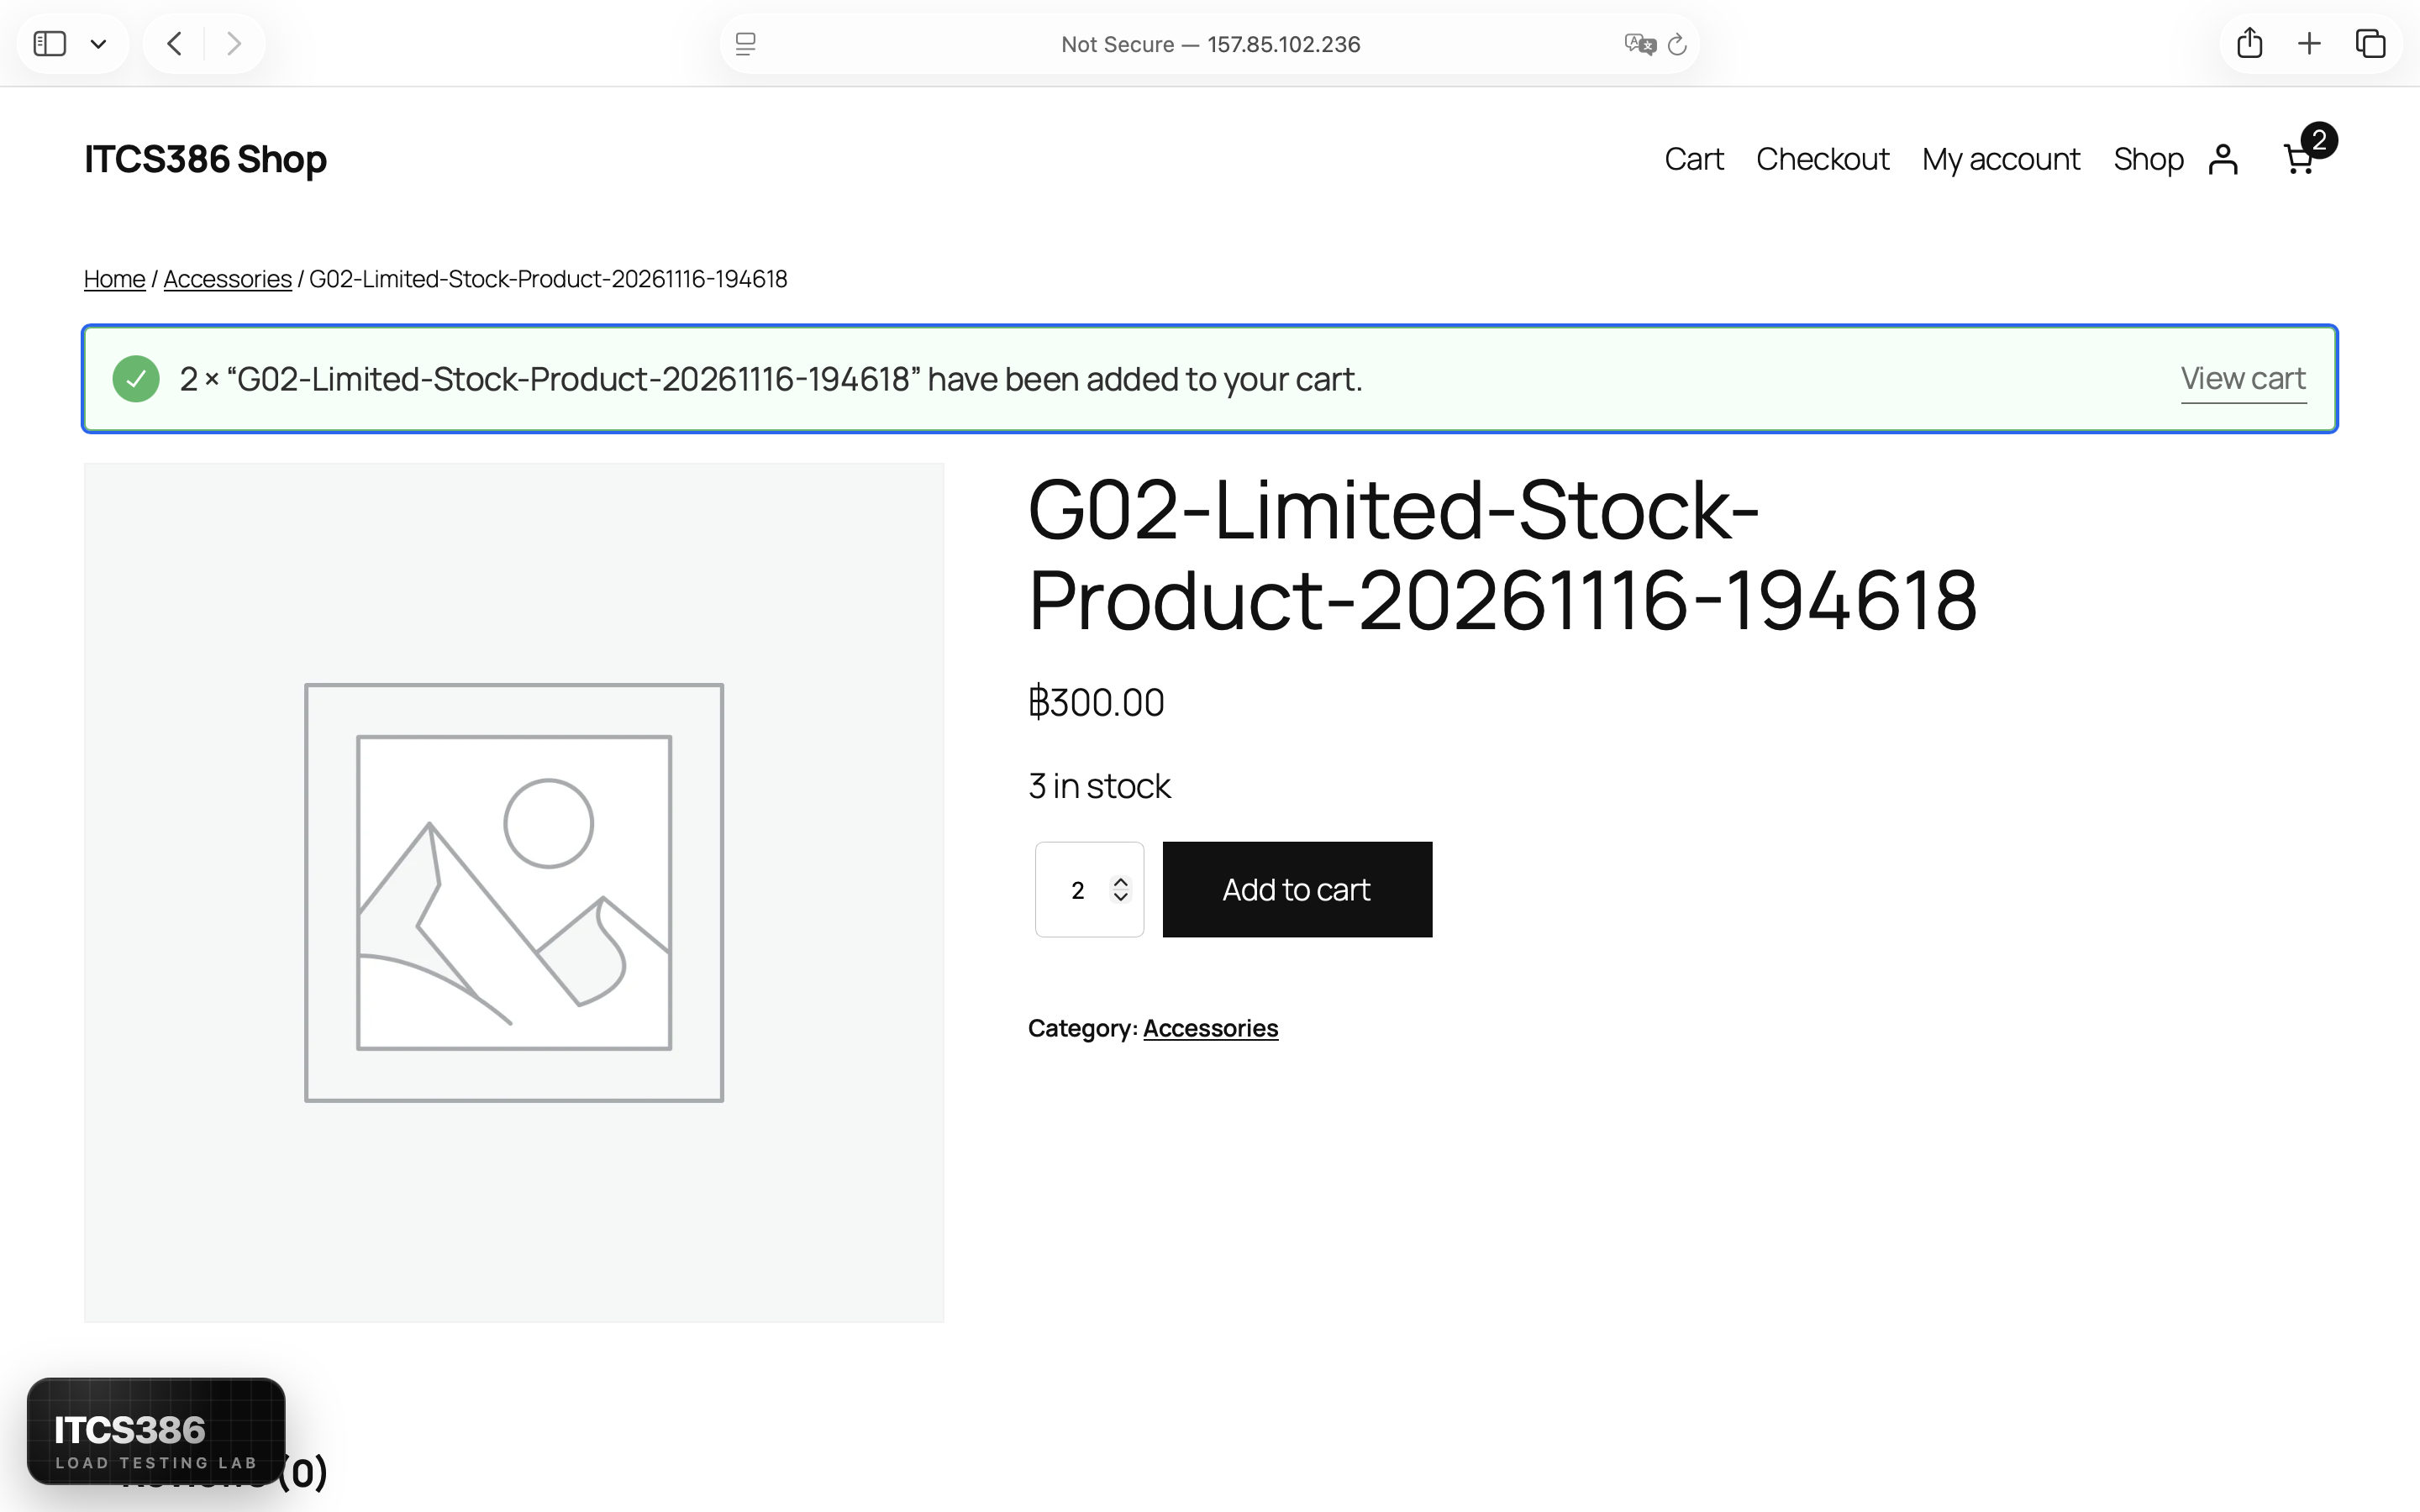 Not Secure — 157.85.102.236
ITCS386 Shop
Cart Checkout My account Shop 2
Home / Accessories / G02-Limited-Stock-Product-20261116-194618
2 × “G02-Limited-Stock-Product-20261116-194618” have been added to your cart. View cart
G02-Limited-Stock-
Product-20261116-194618
฿300.00
3 in stock
2 Add to cart
Category: Accessories
ITCS386
LOAD TESTING LAB
(0)